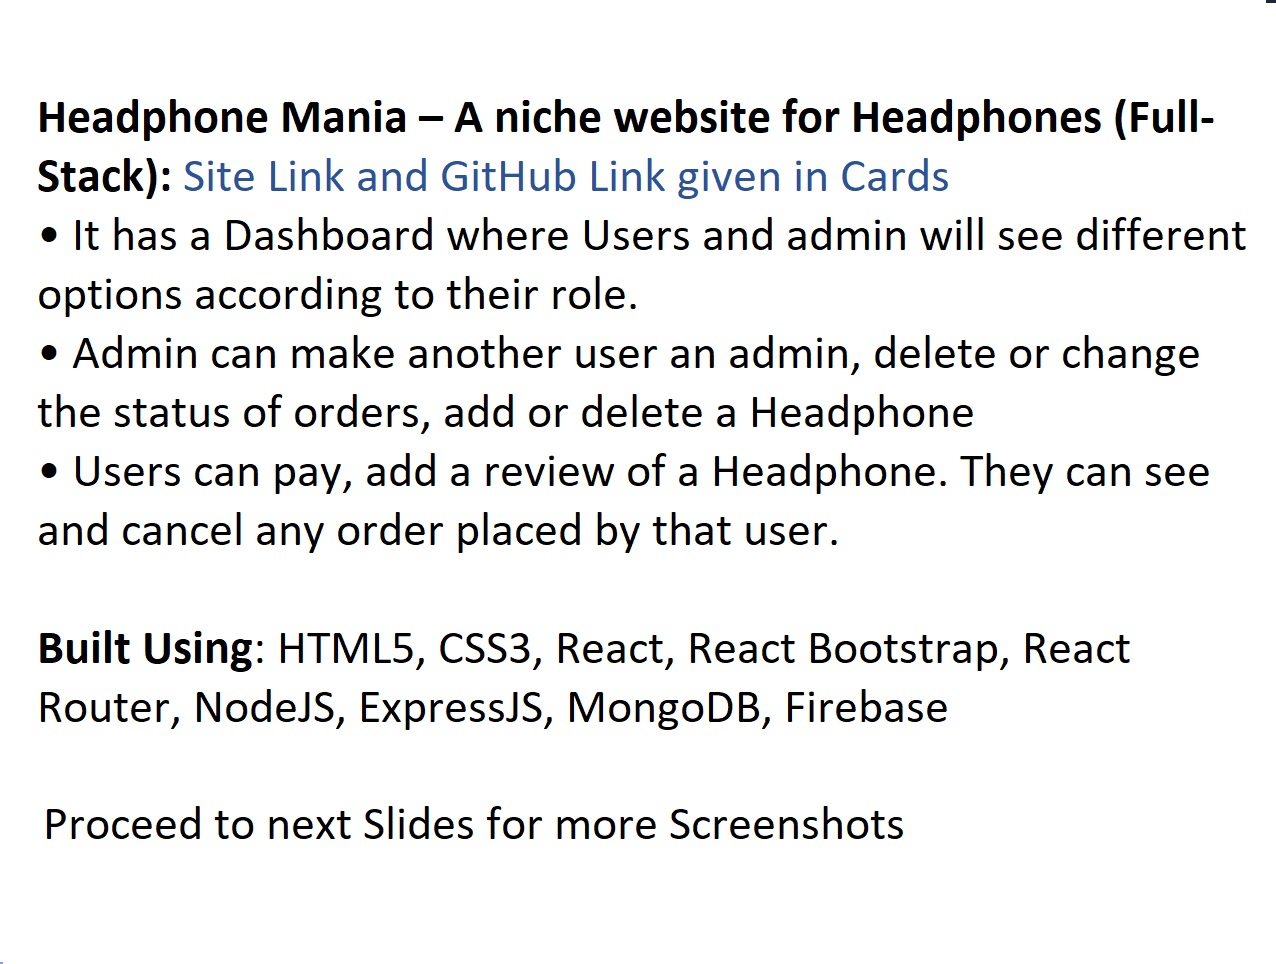 Headphone Mania – A niche website for Headphones (Full-
Stack): Site Link and GitHub Link given in Cards
• It has a Dashboard where Users and admin will see different
options according to their role.
• Admin can make another user an admin, delete or change
the status of orders, add or delete a Headphone
• Users can pay, add a review of a Headphone. They can see
and cancel any order placed by that user.
Built Using: HTML5, CSS3, React, React Bootstrap, React
Router, NodeJS, ExpressJS, MongoDB, Firebase
Proceed to next Slides for more Screenshots